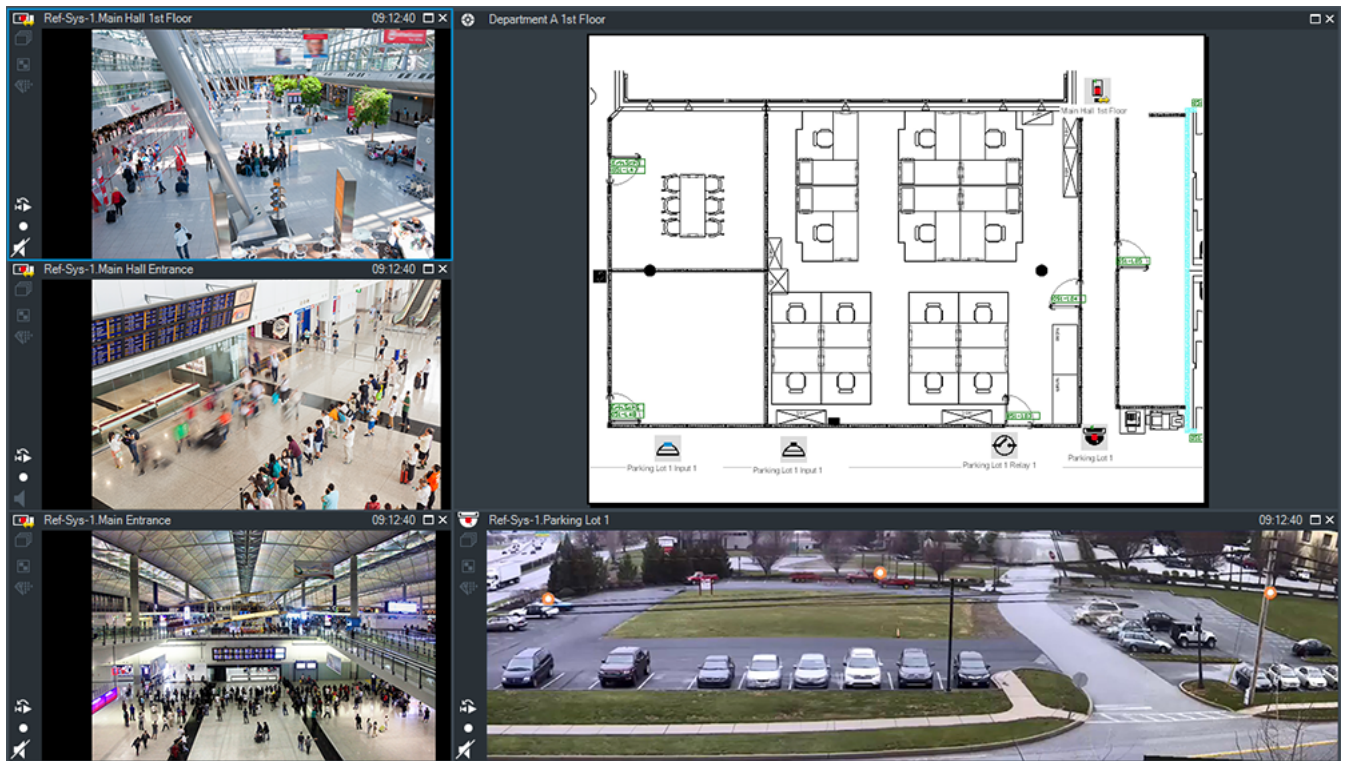 Ref-Sys-1.Main Hall 1st Floor 09:12:40
Department A 1st Floor
Main Hall 1st Floor
Ref-Sys-1.Main Hall Entrance 09:12:40
Parking Lot 1 Input 1
Parking Lot 1 Input 1
Parking Lot 1 Relay 1
Parking Lot 1
Ref-Sys-1.Main Entrance 09:12:40
Ref-Sys-1.Parking Lot 1 09:12:40